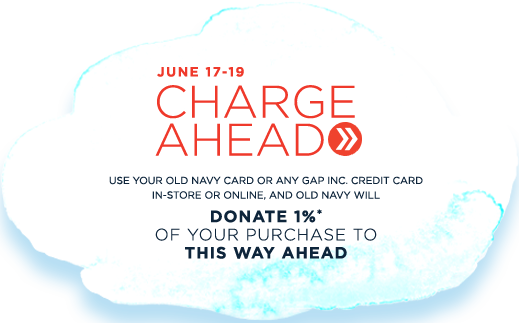 JUNE 17-19
CHARGE
AHEAD
USE YOUR OLD NAVY CARD OR ANY GAP INC. CREDIT CARD
IN-STORE OR ONLINE, AND OLD NAVY WILL
DONATE 1%*
OF YOUR PURCHASE TO
THIS WAY AHEAD